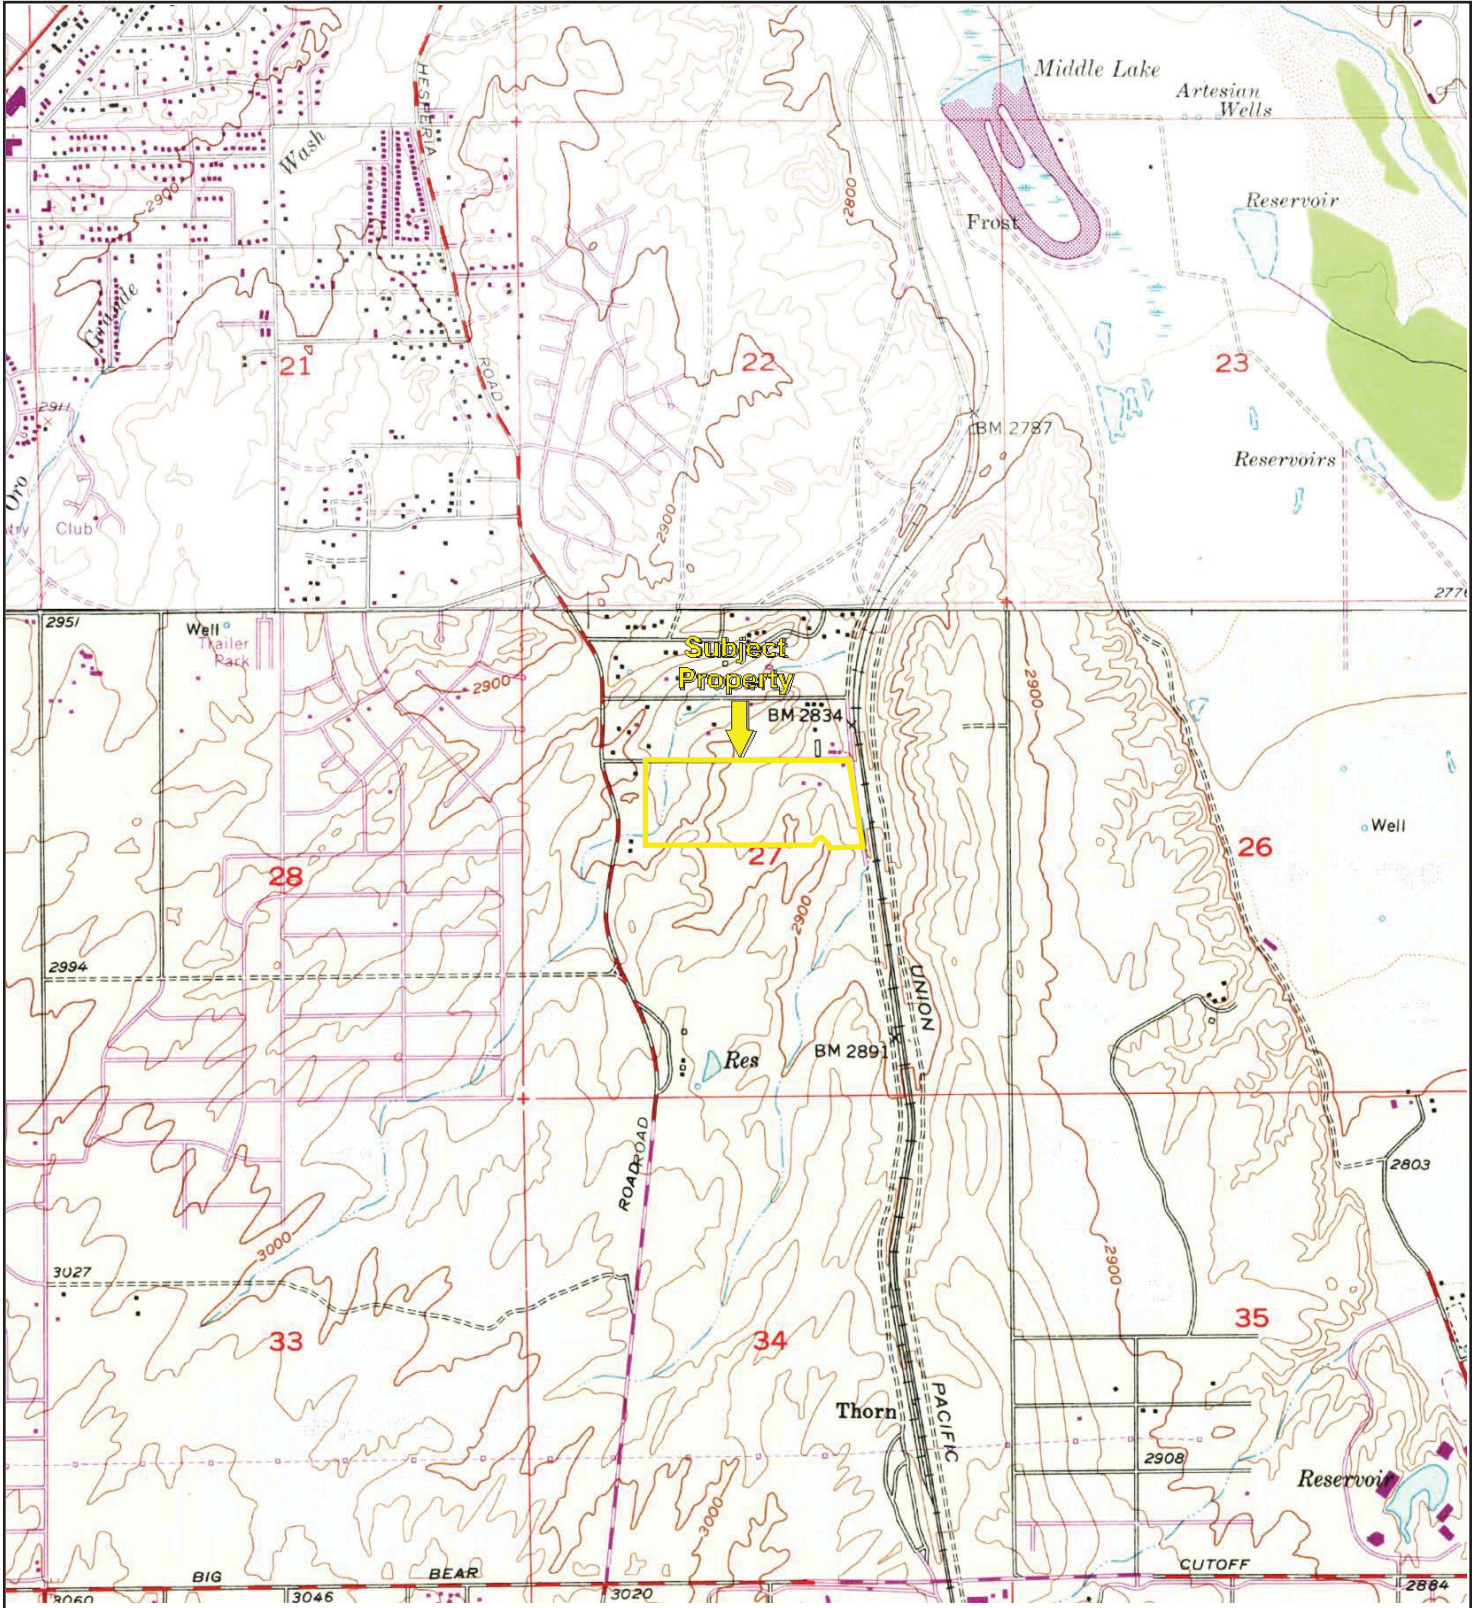 Middle Lake
Artesian
Wells
HESPERIA
Wash
2900
2800
Reservoir
Frost
Grande
21
ROAD
22
23
2911
BM 2787
Reservoirs
Oro
2900
try Club
2951
Well
Trailer
Park
Subject
Property
2900
2900
BM 2834
Well
27
26
28
2900
2994
UNION
BM 2891
Res
ROAD
ROAD
2803
3000
2900
3027
33
34
35
Thorn
PACIFIC
2908
Reservoir
3000
BIG
BEAR
CUTOFF
3060
3046
3020
2884